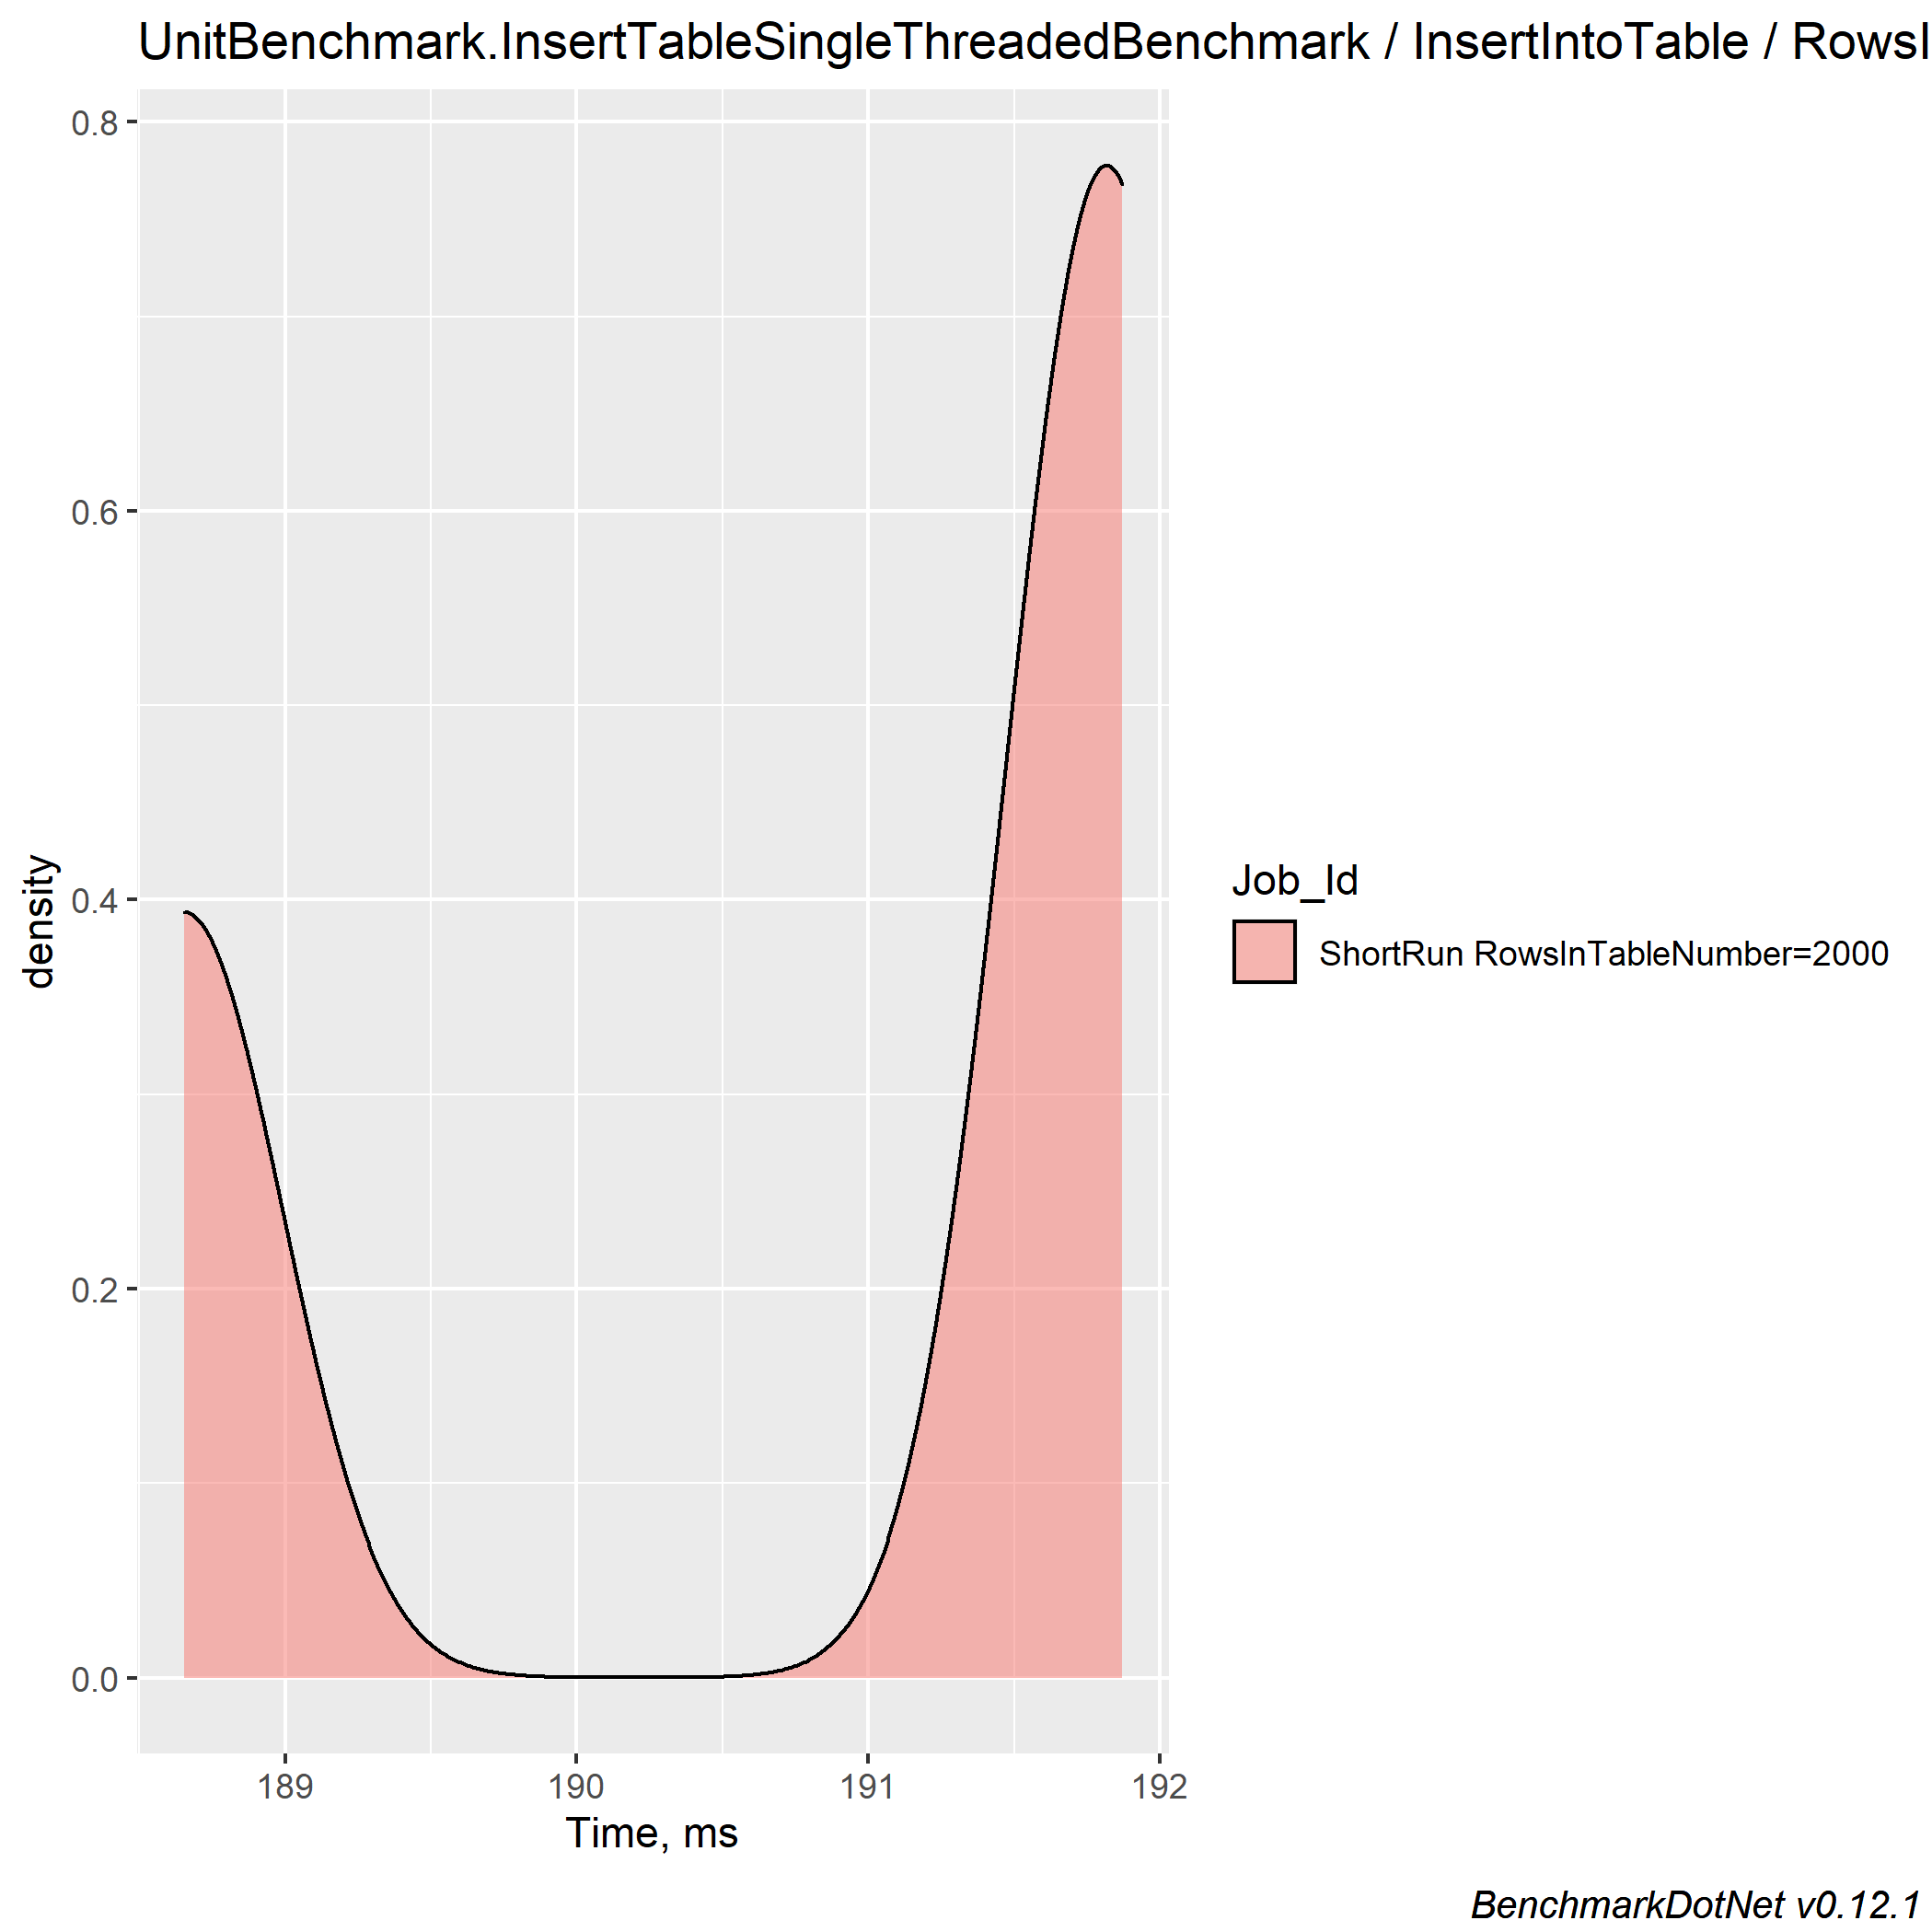 UnitBenchmark.InsertTableSingleThreadedBenchmark / InsertIntoTable / RowsI
0.8
0.6
0.4
0.2
0.0
density
189 190 191 192
Time, ms
Job_Id
ShortRun RowsInTableNumber=2000
BenchmarkDotNet v0.12.1